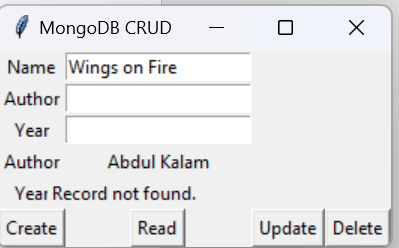 MongoDB CRUD
Name Wings on Fire
Author
Year
Author Abdul Kalam
Year Record not found.
Create Read Update Delete